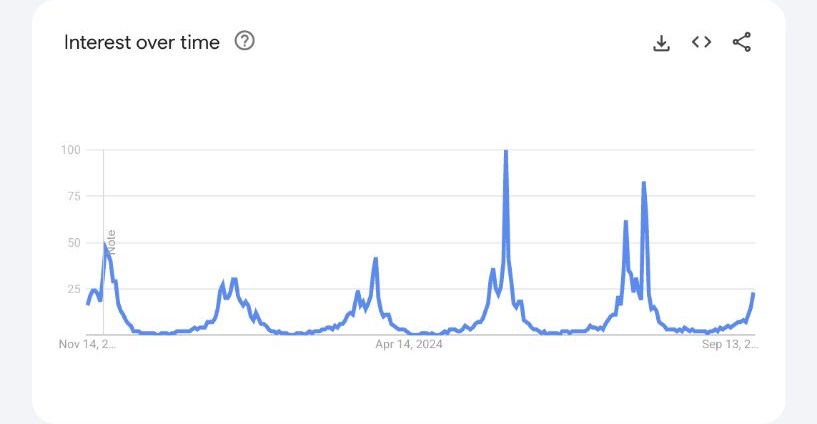 Interest over time
100
75
50
25
Note
Nov 14, 2...
Apr 14, 2024
Sep 13, 2...